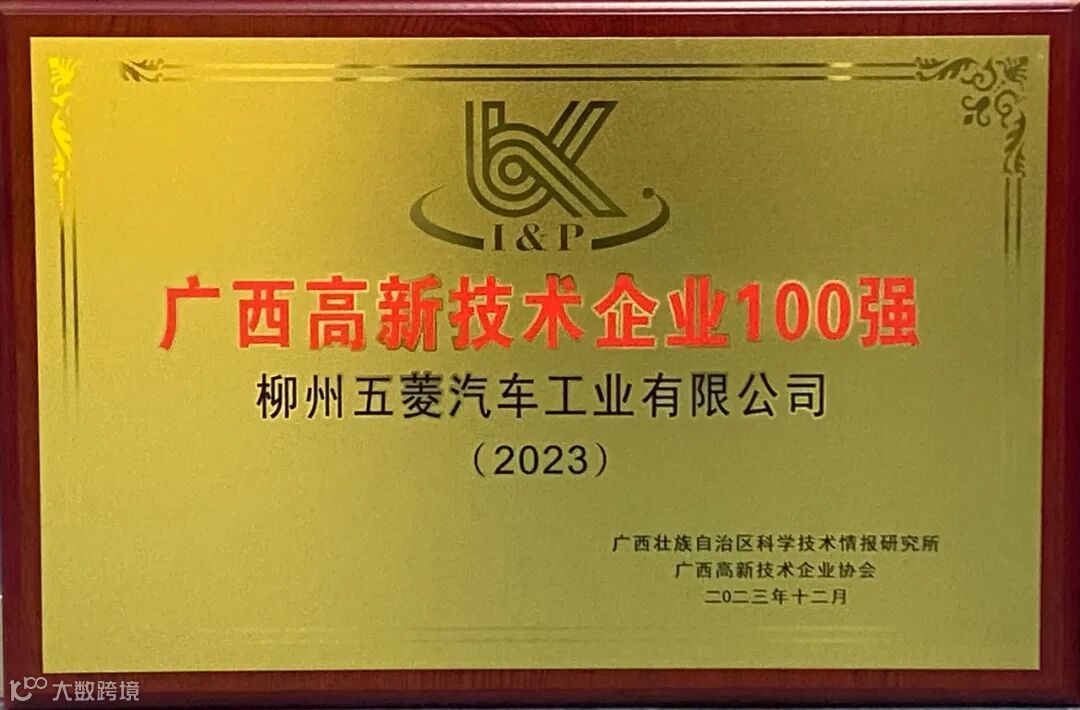 I&P
广西高新技术企业100强
柳州五菱汽车工业有限公司
（2023）
广西壮族自治区科学技术情报研究所
广西高新技术企业协会
二〇二三年十二月
大数跨境